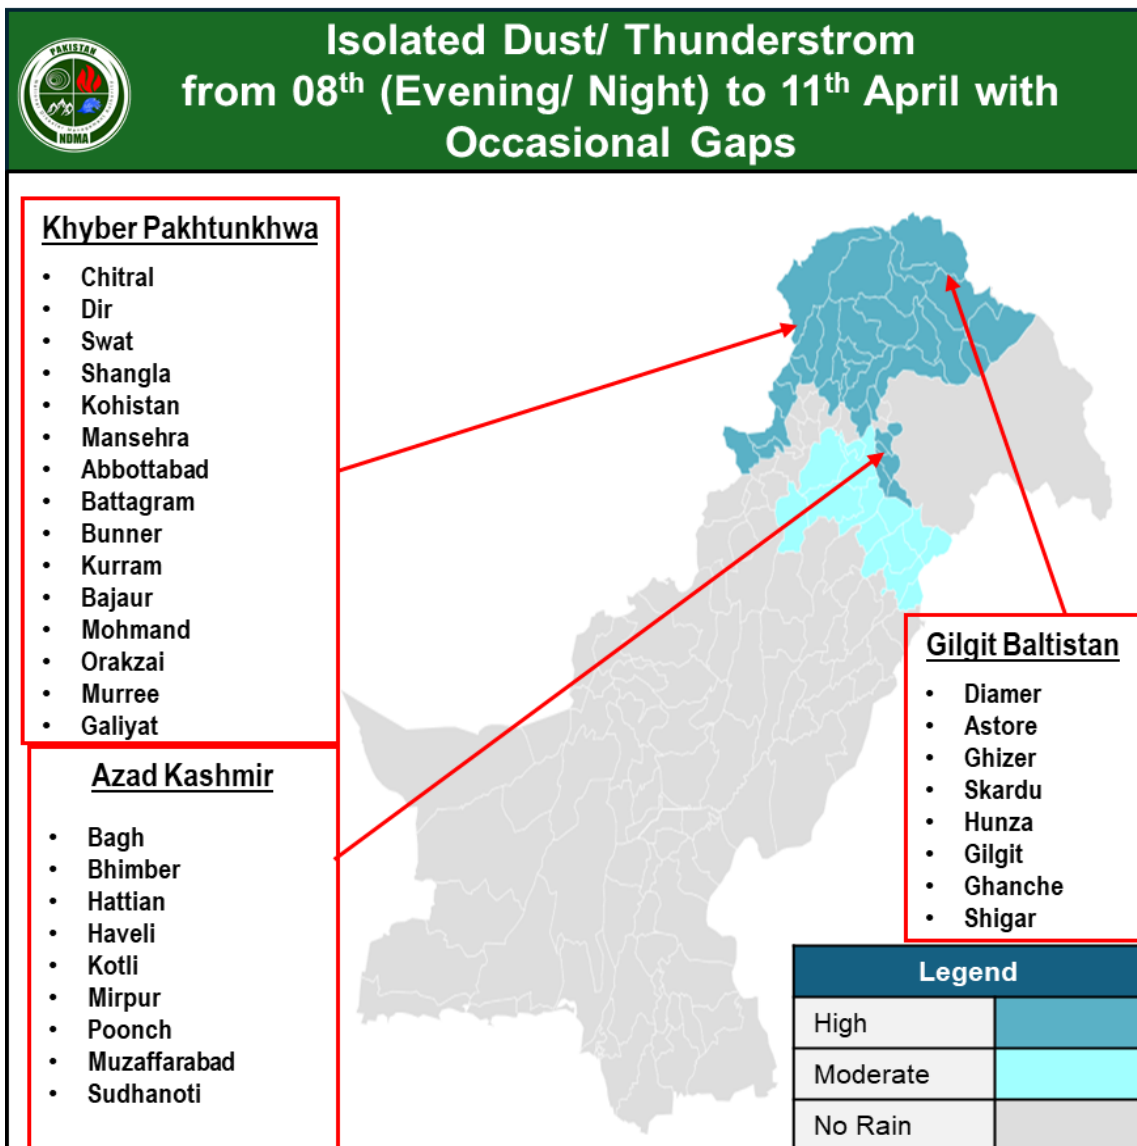 Isolated Dust/ Thunderstrom
from 08th (Evening/ Night) to 11th April with
Occasional Gaps
PAKISTAN
NDMA
Khyber Pakhtunkhwa
• Chitral
• Dir
• Swat
• Shangla
• Kohistan
• Mansehra
• Abbottabad
• Battagram
• Bunner
• Kurram
• Bajaur
• Mohmand
• Orakzai
• Murree
• Galiyat
Azad Kashmir
• Bagh
• Bhimber
• Hattian
• Haveli
• Kotli
• Mirpur
• Poonch
• Muzaffarabad
• Sudhanoti
Gilgit Baltistan
• Diamer
• Astore
• Ghizer
• Skardu
• Hunza
• Gilgit
• Ghanche
• Shigar
Legend
High
Moderate
No Rain